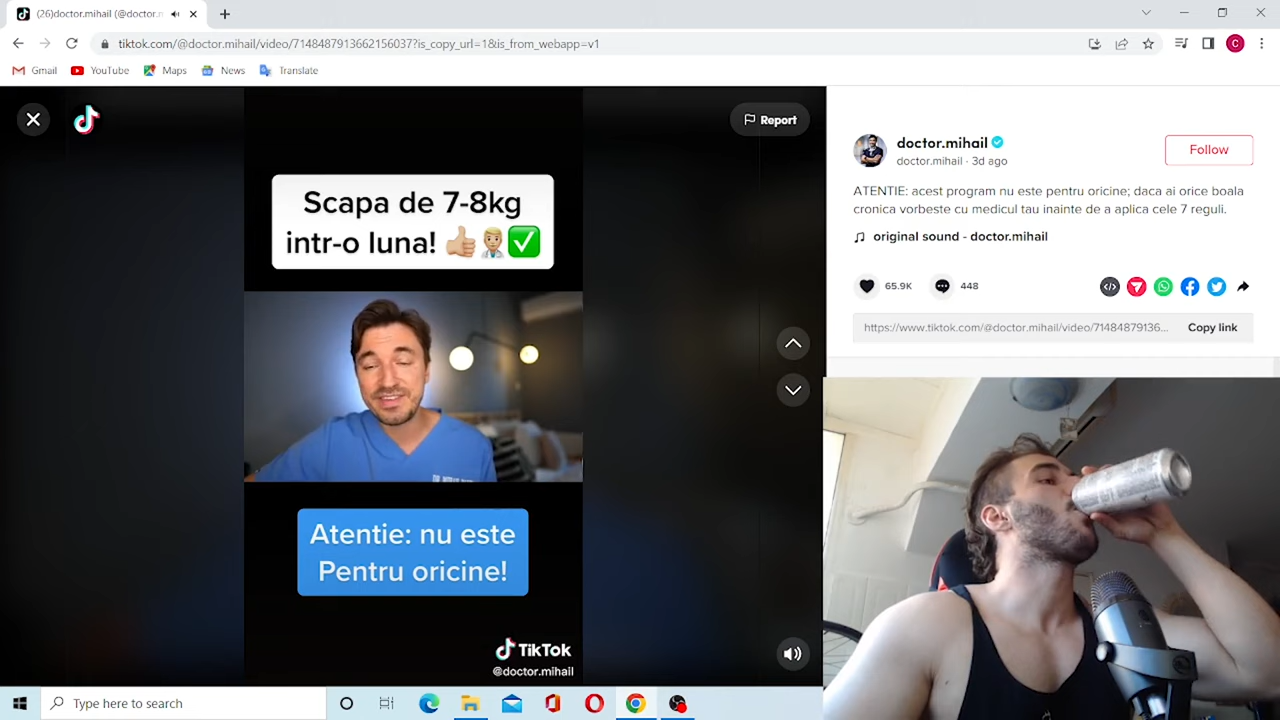 (26)doctor.mihail (@doctor.m
tiktok.com/@doctor.mihail/video/7148487913662156037?is_copy_url=1&is_from_webapp=v1
C
Gmail
YouTube
Maps
News
Translate
Report
Scapa de 7-8kg
intr-o luna! 👍🏼👨🏼‍⚕️✅
Atentie: nu este
Pentru oricine!
TikTok
@doctor.mihail
doctor.mihail
doctor.mihail · 3d ago
Follow
ATENTIE: acest program nu este pentru oricine; daca ai orice boala
cronica vorbeste cu medicul tau inainte de a aplica cele 7 reguli.
original sound - doctor.mihail
65.9K
448
https://www.tiktok.com/@doctor.mihail/video/71484879136...
Copy link
Type here to search